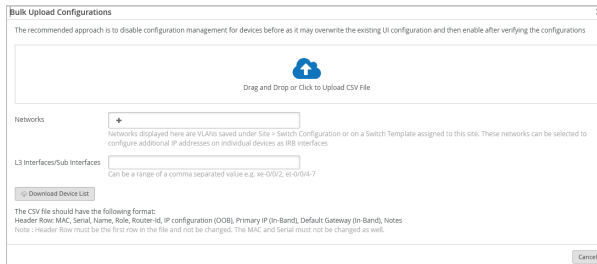 Bulk Upload Configurations
The recommended approach is to disable configuration management for devices before as it may overwrite the existing UI configuration and then enable after verifying the configurations
Drag and Drop or Click to Upload CSV File
Networks
+
Networks displayed here are VLANs saved under Site > Switch Configuration or on a Switch Template assigned to this site. These networks can be selected to
configure additional IP addresses on individual devices as IRB interfaces
L3 Interfaces/Sub Interfaces
Can be a range of a comma separated value e.g. xe-0/0/2, et-0/0/4-7
Download Device List
The CSV file should have the following format:
Header Row: MAC, Serial, Name, Role, Router-Id, IP configuration (OOB), Primary IP (In-Band), Default Gateway (In-Band), Notes
Note : Header Row must be the first row in the file and not be changed. The MAC and Serial must not be changed as well.
Cancel